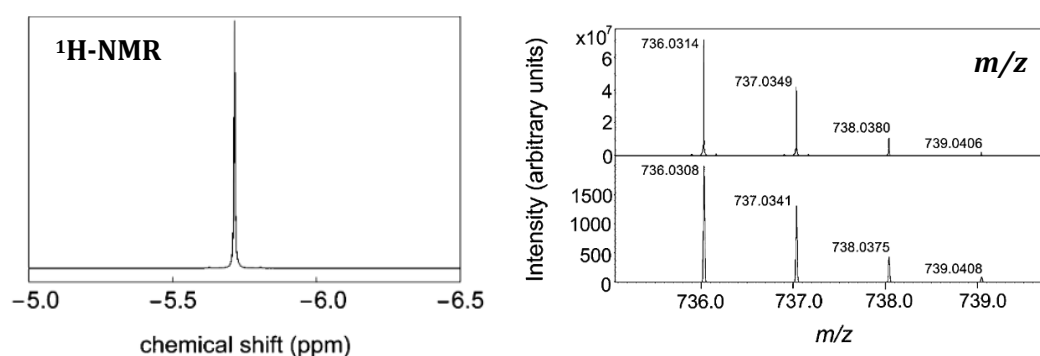 ¹H-NMR
−5.0 −5.5 −6.0 −6.5
chemical shift (ppm)
x10⁷
m/z
6
4
2
0
736.0314
737.0349
738.0380
739.0406
Intensity (arbitrary units)
1500
1000
500
0
736.0308
737.0341
738.0375
739.0408
736.0 737.0 738.0 739.0
m/z